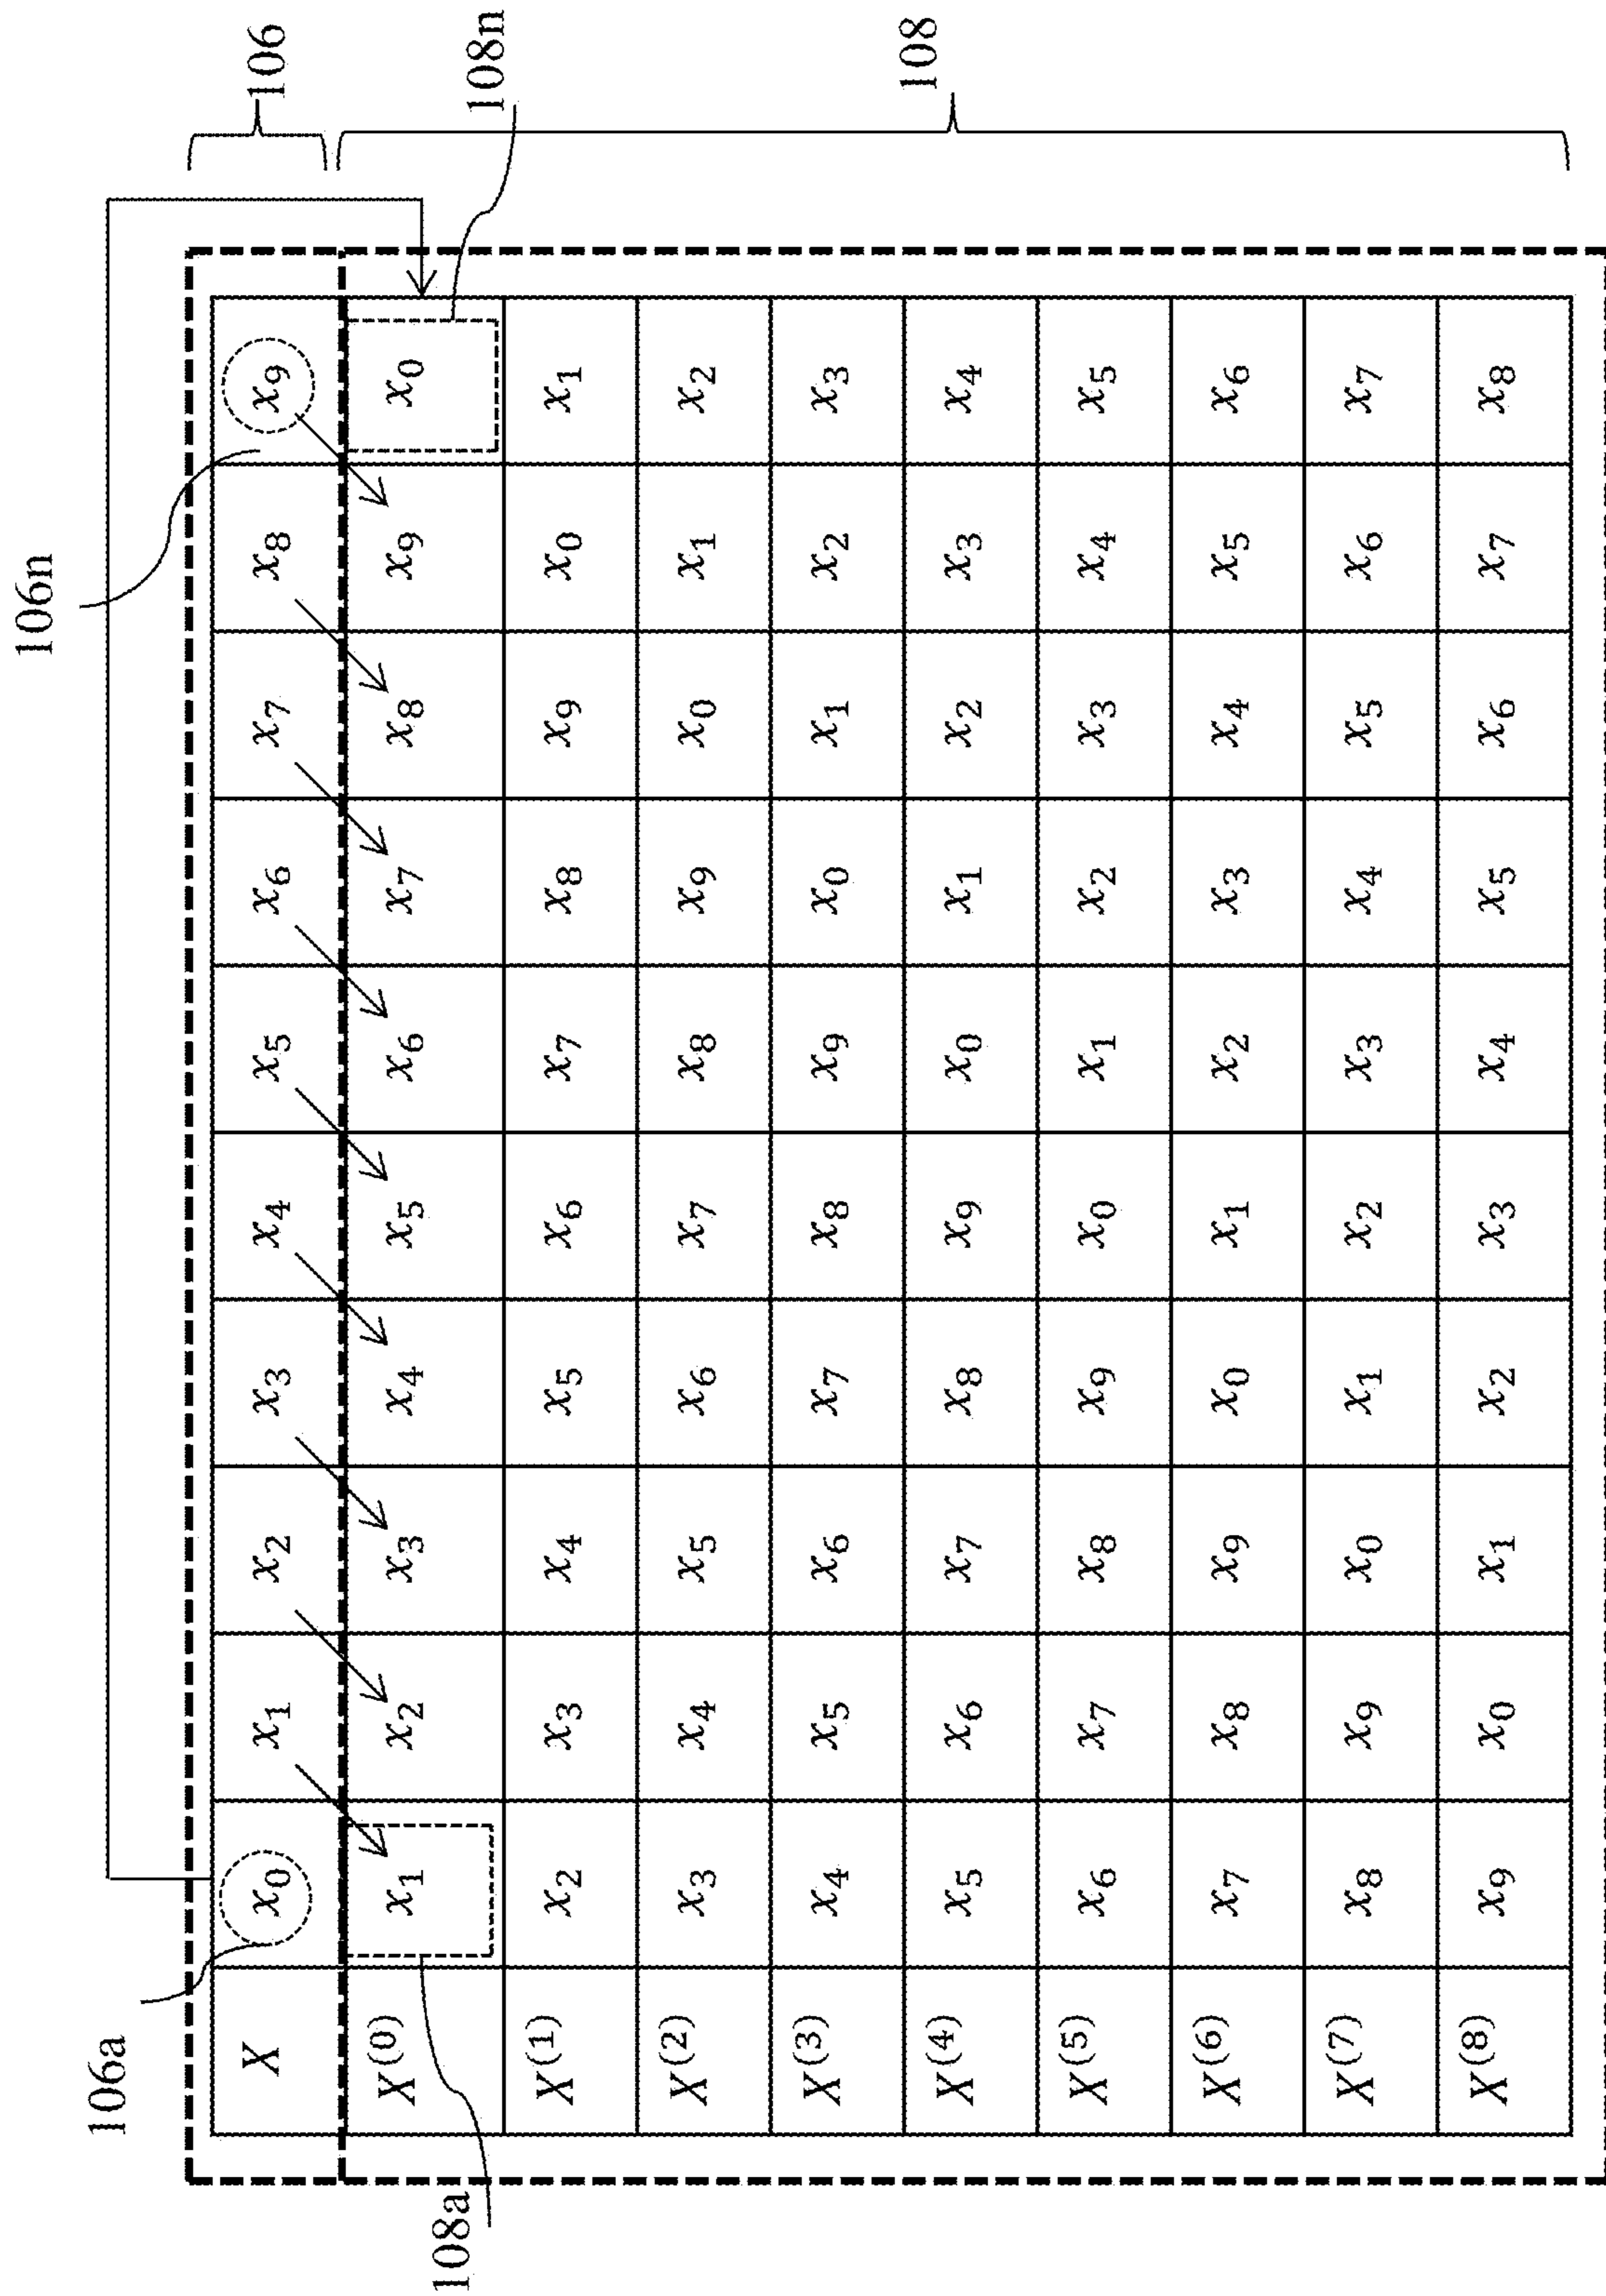 106n
106a
106
108n
108a
108
X x₀ x₁ x₂ x₃ x₄ x₅ x₆ x₇ x₈ x₉
X⁽⁰⁾ x₁ x₂ x₃ x₄ x₅ x₆ x₇ x₈ x₉ x₀
X⁽¹⁾ x₂ x₃ x₄ x₅ x₆ x₇ x₈ x₉ x₀ x₁
X⁽²⁾ x₃ x₄ x₅ x₆ x₇ x₈ x₉ x₀ x₁ x₂
X⁽³⁾ x₄ x₅ x₆ x₇ x₈ x₉ x₀ x₁ x₂ x₃
X⁽⁴⁾ x₅ x₆ x₇ x₈ x₉ x₀ x₁ x₂ x₃ x₄
X⁽⁵⁾ x₆ x₇ x₈ x₉ x�0 x₁ x₂ x₃ x₄ x₅
X⁽⁶⁾ x₇ x₈ x₉ x₀ x₁ x₂ x₃ x₄ x₅ x₆
X⁽⁷⁾ x₈ x₉ x₀ x₁ x₂ x₃ x₄ x₅ x₆ x₇
X⁽⁸⁾ x₉ x₀ x₁ x₂ x₃ x₄ x₅ x₆ x₇ x₈